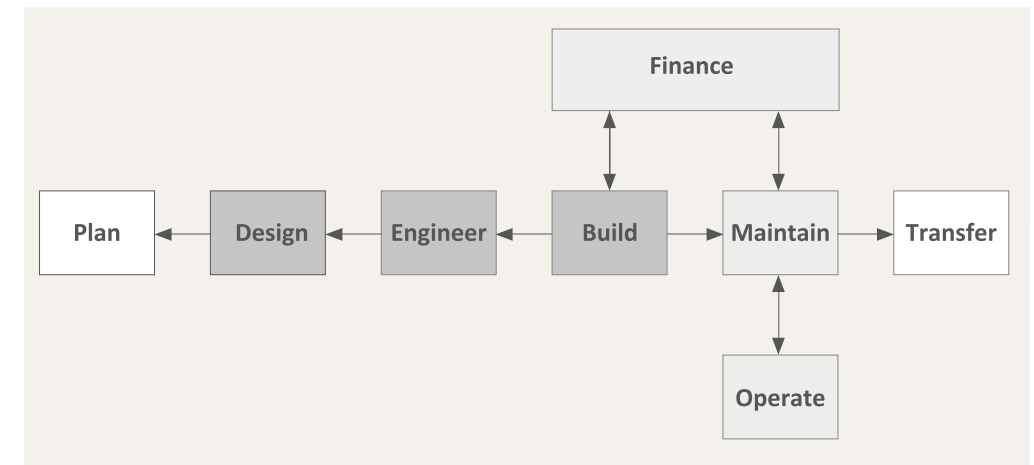 Finance
Plan
Design
Engineer
Build
Maintain
Transfer
Operate